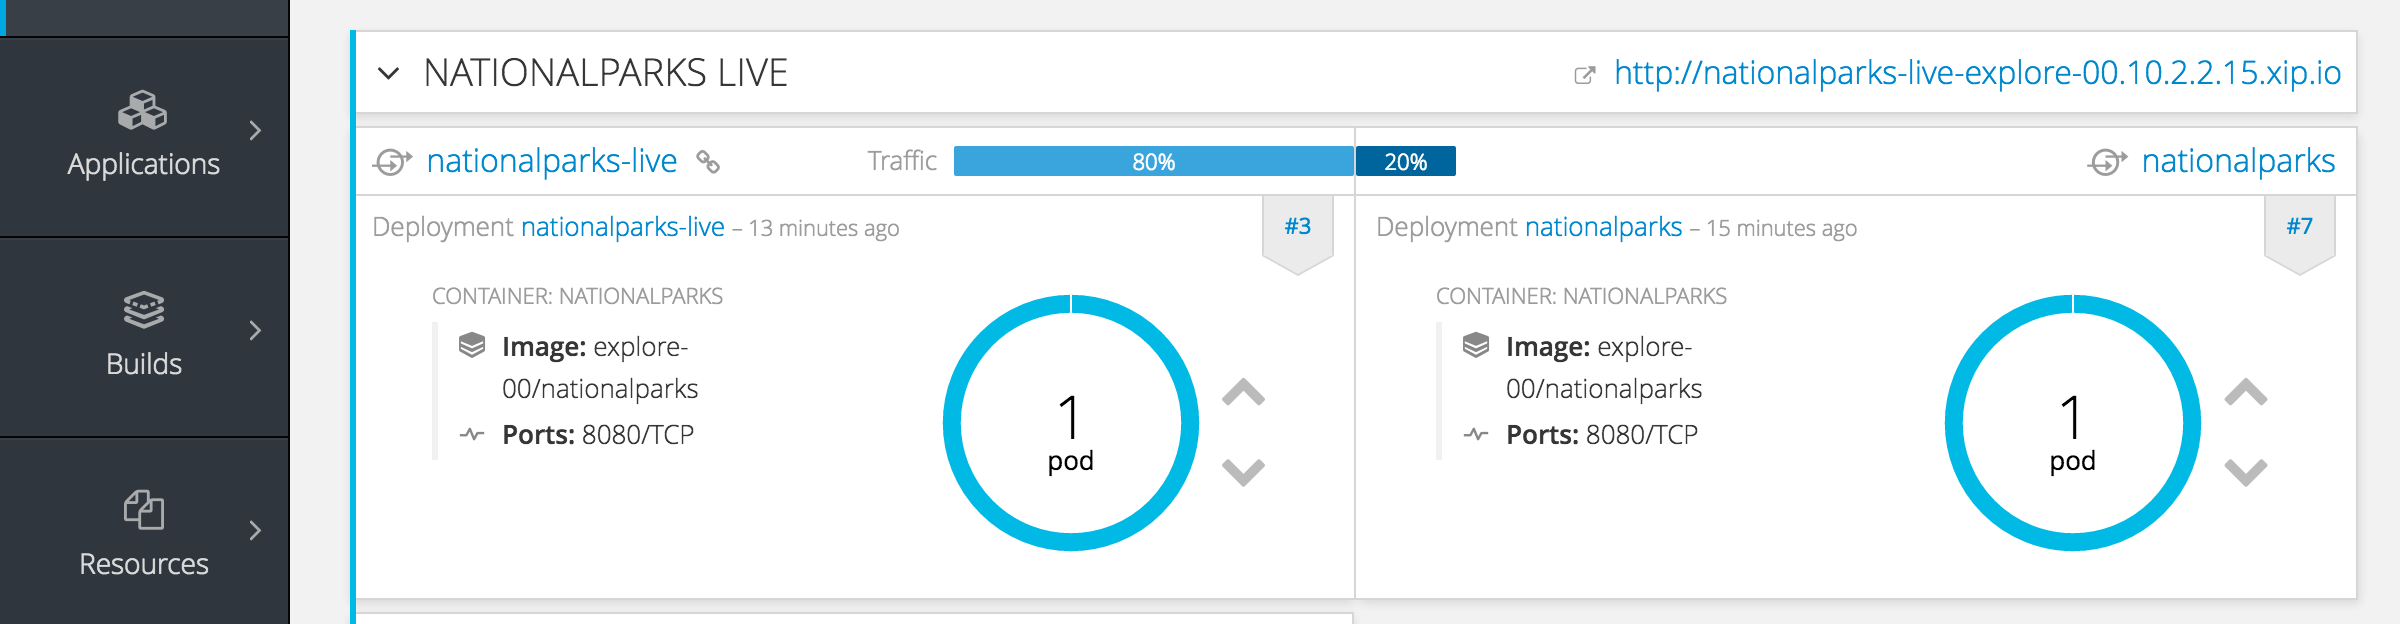 Applications
Builds
Resources
NATIONALPARKS LIVE
http://nationalparks-live-explore-00.10.2.2.15.xip.io
nationalparks-live Traffic 80% 20% nationalparks
Deployment nationalparks-live – 13 minutes ago #3
CONTAINER: NATIONALPARKS
Image: explore-
00/nationalparks
Ports: 8080/TCP
1
pod
Deployment nationalparks – 15 minutes ago #7
CONTAINER: NATIONALPARKS
Image: explore-
00/nationalparks
Ports: 8080/TCP
1
pod